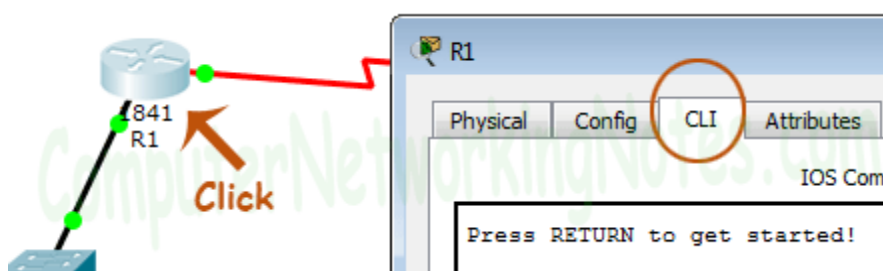 R1
Physical Config CLI Attributes
1841
R1
Click
IOS Com
Press RETURN to get started!
ComputerNetworkingNotes.com